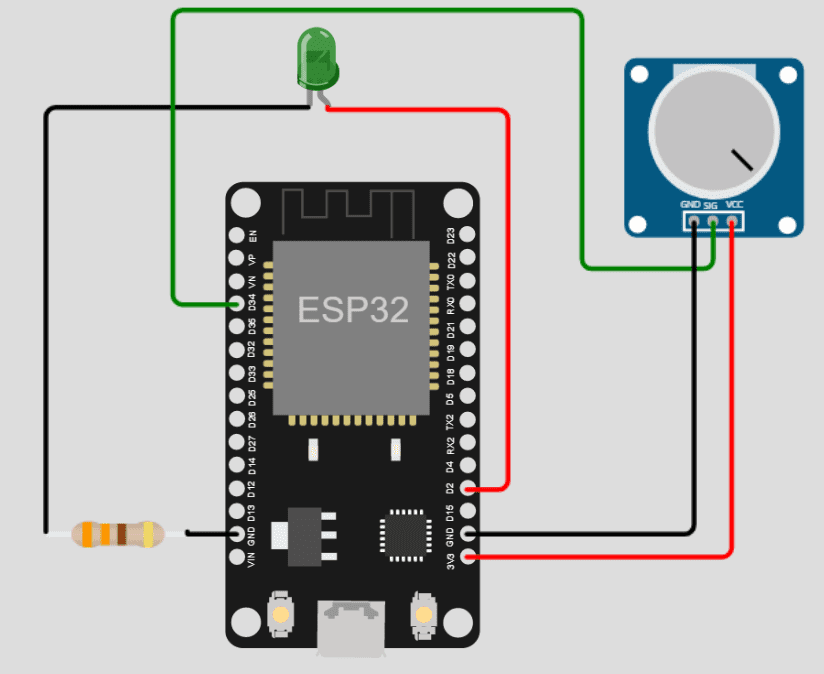 GND SIG VCC
ESP32
EN
VP
VN
D34
D35
D32
D33
D25
D26
D27
D14
D12
D13
GND
VIN
D23
D22
TX0
RX0
D21
D19
D18
D5
TX2
RX2
D4
D2
D15
GND
3V3